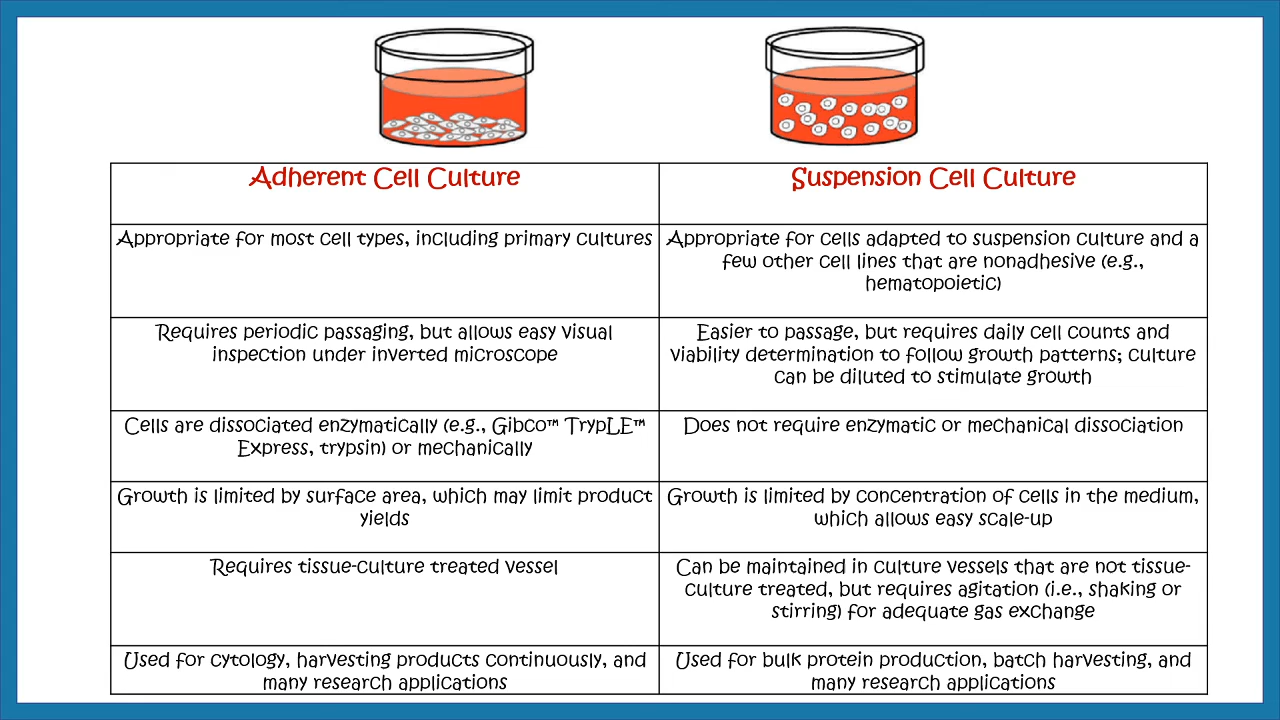 Adherent Cell Culture
Suspension Cell Culture
Appropriate for most cell types, including primary cultures
Appropriate for cells adapted to suspension culture and a
few other cell lines that are nonadhesive (e.g.,
hematopoietic)
Requires periodic passaging, but allows easy visual
inspection under inverted microscope
Easier to passage, but requires daily cell counts and
viability determination to follow growth patterns; culture
can be diluted to stimulate growth
Cells are dissociated enzymatically (e.g., Gibco™ TrypLE™
Express, trypsin) or mechanically
Does not require enzymatic or mechanical dissociation
Growth is limited by surface area, which may limit product
yields
Growth is limited by concentration of cells in the medium,
which allows easy scale-up
Requires tissue-culture treated vessel
Can be maintained in culture vessels that are not tissue-
culture treated, but requires agitation (i.e., shaking or
stirring) for adequate gas exchange
Used for cytology, harvesting products continuously, and
many research applications
Used for bulk protein production, batch harvesting, and
many research applications